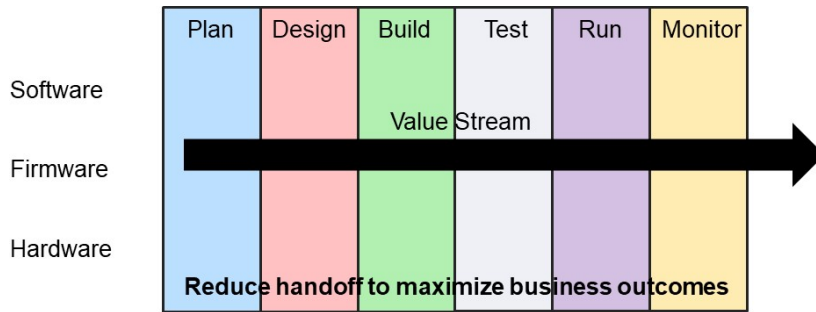 Plan Design Build Test Run Monitor
Software
Value Stream
Firmware
Hardware
Reduce handoff to maximize business outcomes